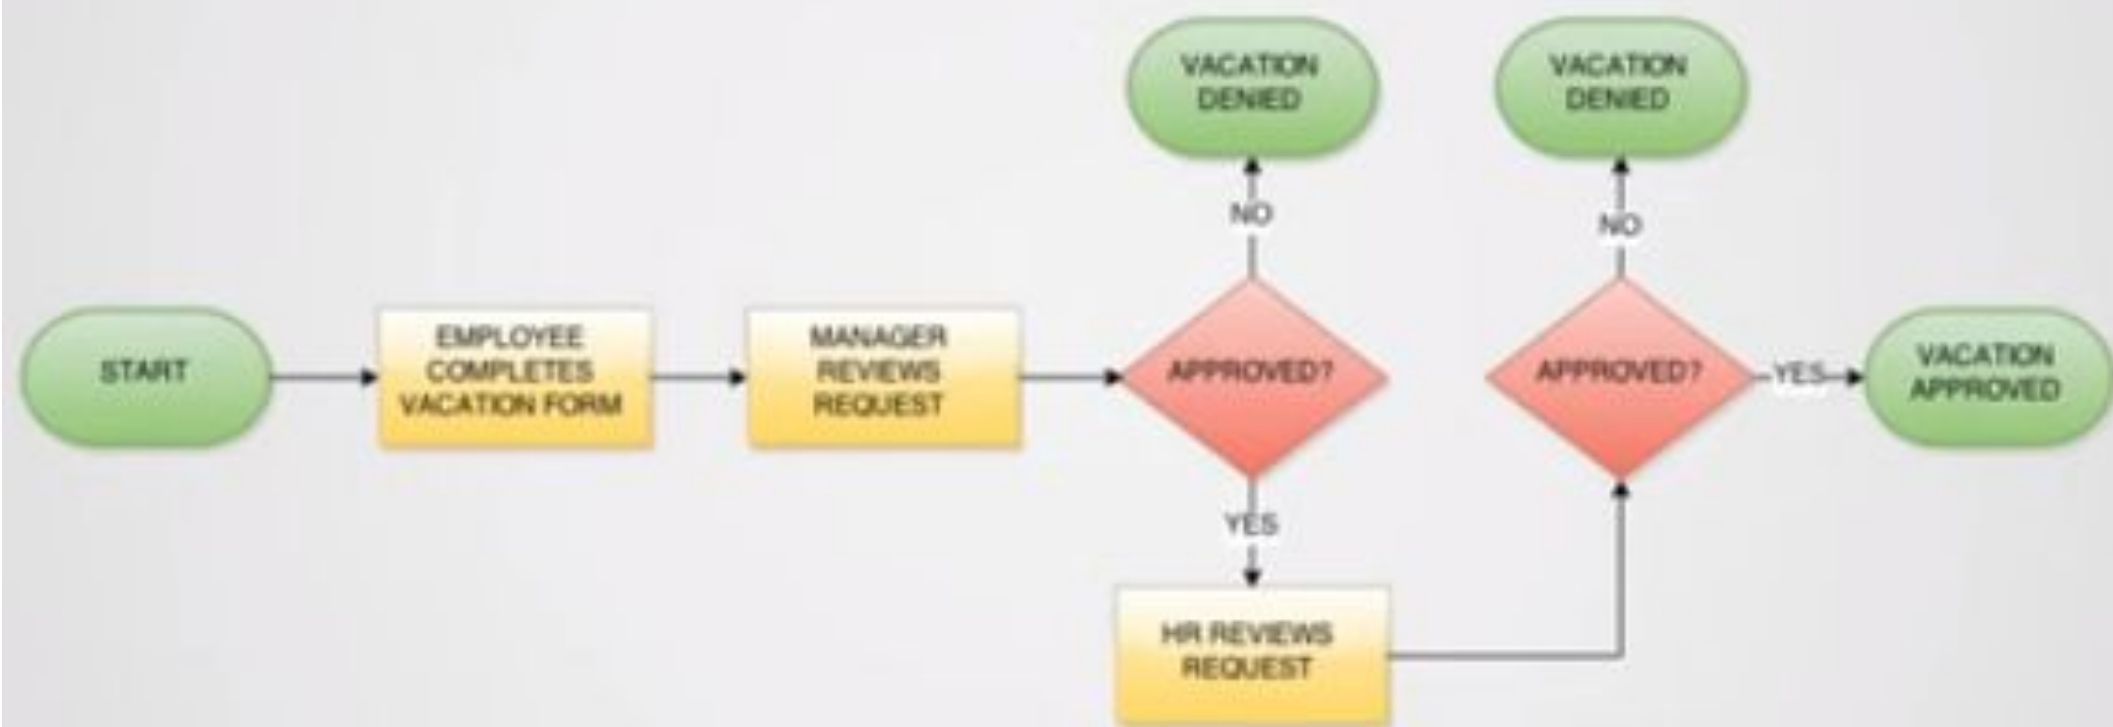 START
EMPLOYEE
COMPLETES
VACATION FORM
MANAGER
REVIEWS
REQUEST
APPROVED?
NO
VACATION
DENIED
YES
HR REVIEWS
REQUEST
APPROVED?
NO
VACATION
DENIED
YES
VACATION
APPROVED